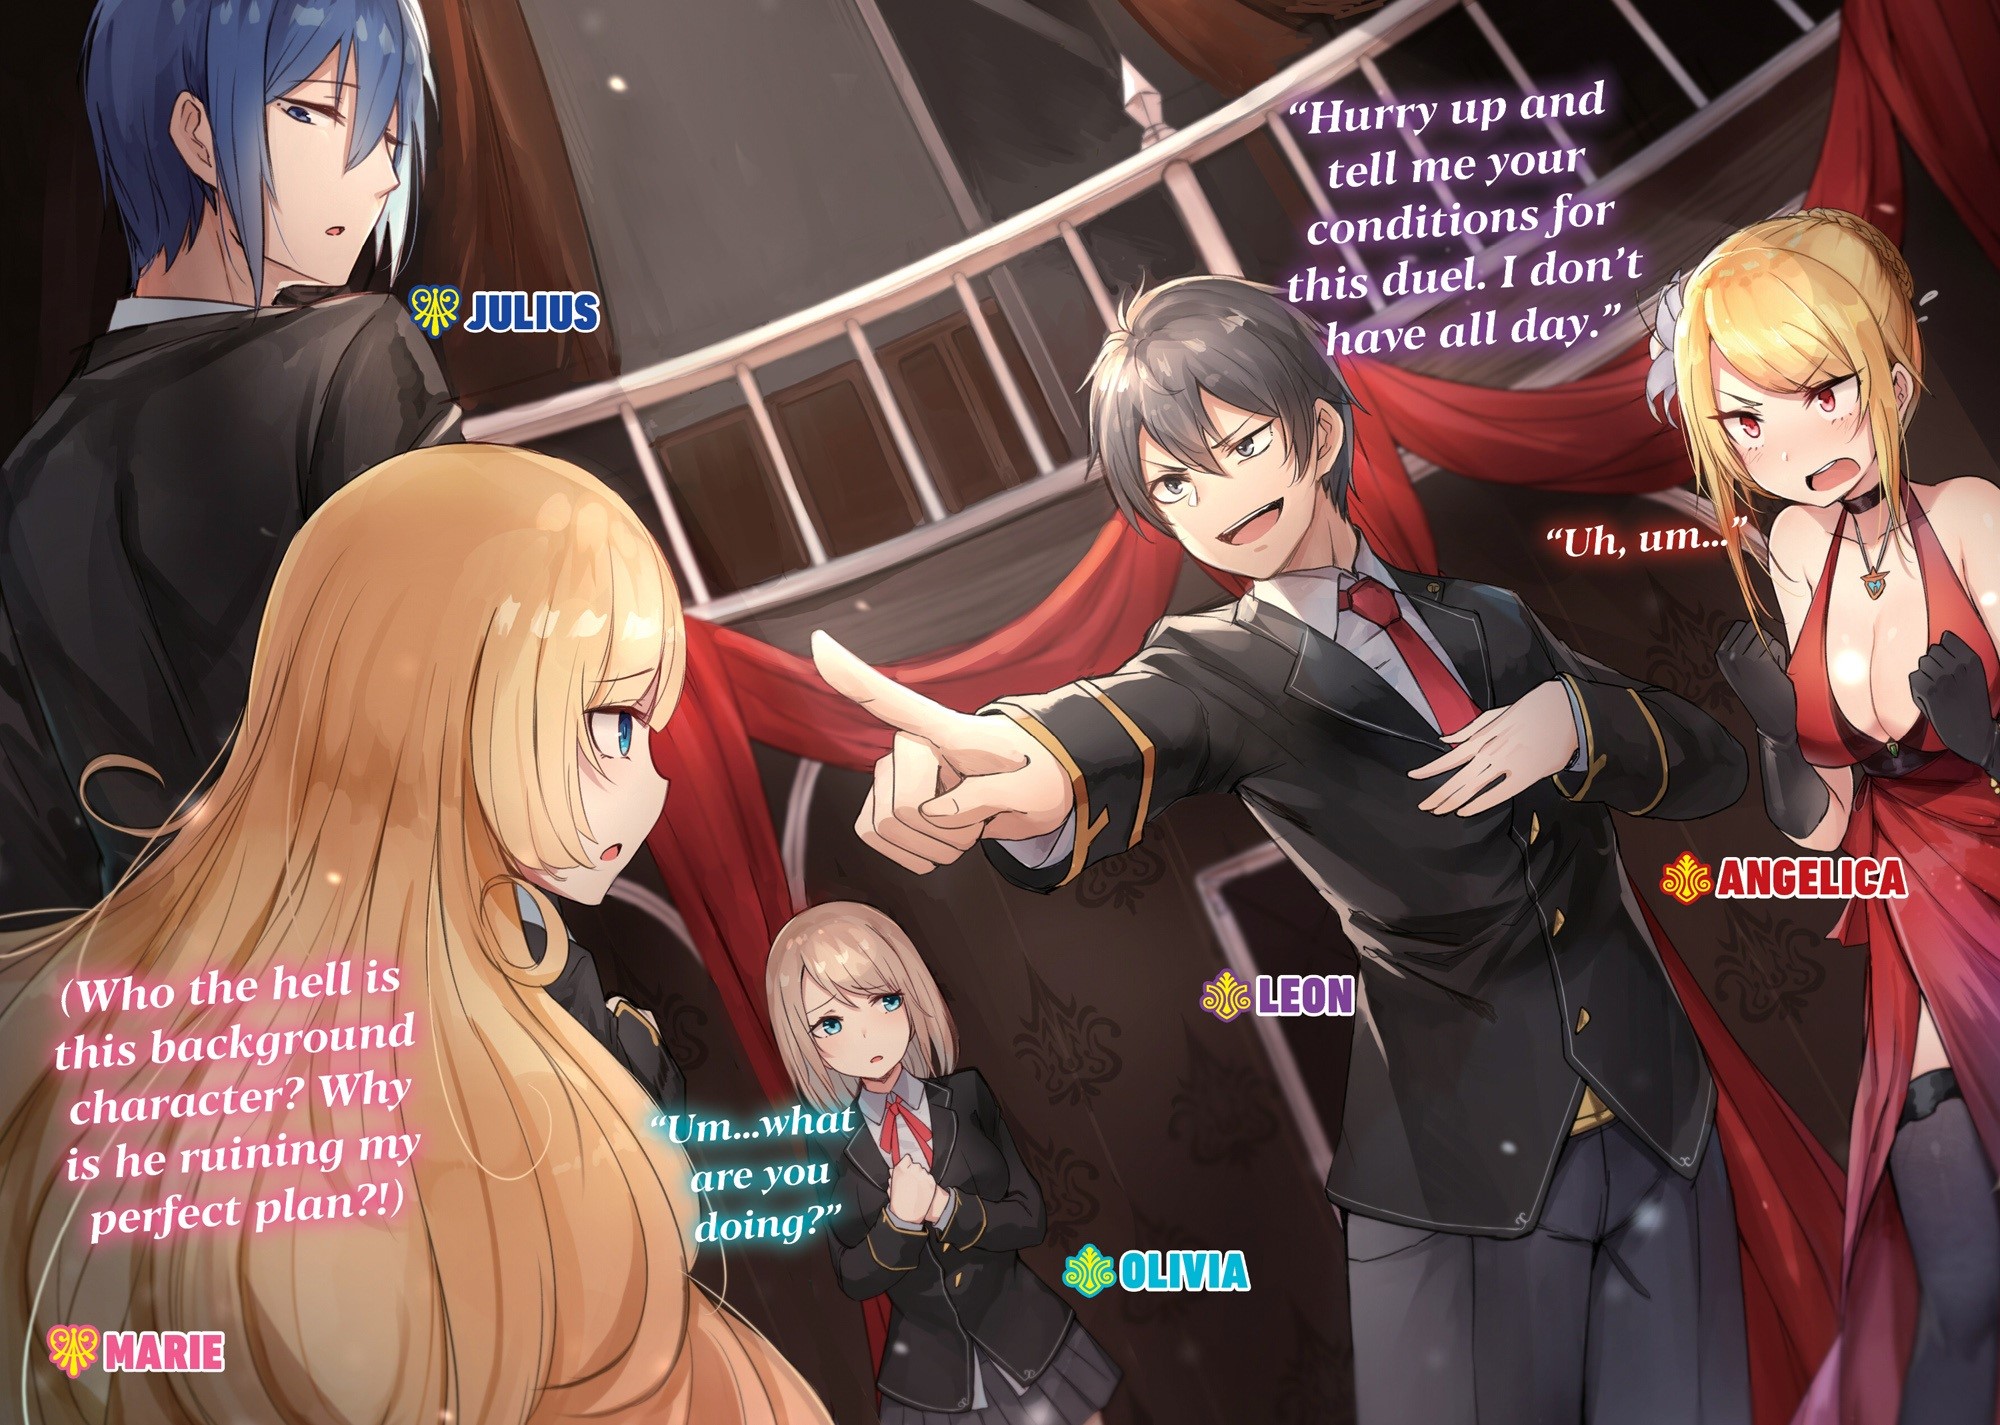 JULIUS
“Hurry up and
tell me your
conditions for
this duel. I don’t
have all day.”
“Uh, um...”
ANGELICA
LEON
(Who the hell is
this background
character? Why
is he ruining my
perfect plan?!)
MARIE
“Um...what
are you
doing?”
OLIVIA